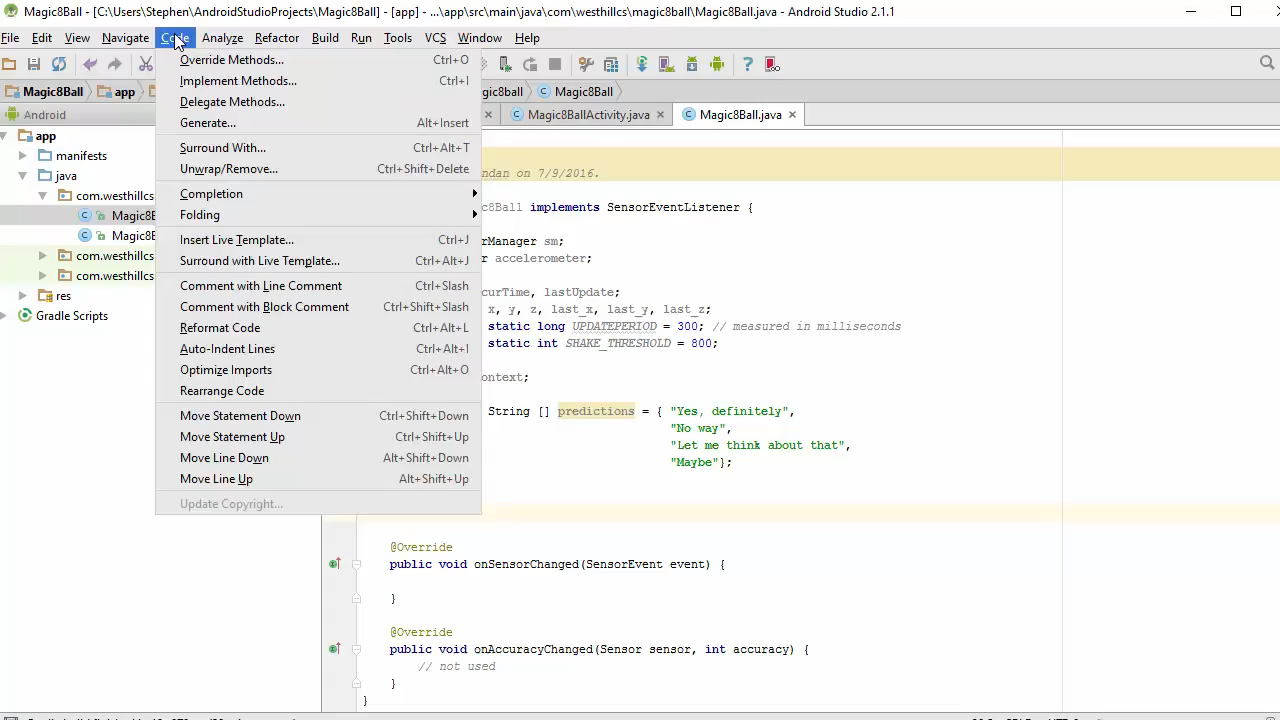 Magic8Ball - [C:\Users\Stephen\AndroidStudioProjects\Magic8Ball] - [app] - ...\app\src\main\java\com\westhillcs\magic8ball\Magic8Ball.java - Android Studio 2.1.1
File Edit View Navigate Code Analyze Refactor Build Run Tools VCS Window Help
Magic8Ball app csmagic8ball Magic8Ball
Android
Magic8BallActivity.java
Magic8Ball.java
app
manifests
java
com.westhillcs
Magic8B
Magic8B
com.westhillcs
com.westhillcs
res
Gradle Scripts
Override Methods... Ctrl+O
Implement Methods... Ctrl+I
Delegate Methods...
Generate... Alt+Insert
Surround With... Ctrl+Alt+T
Unwrap/Remove... Ctrl+Shift+Delete
Completion
Folding
Insert Live Template... Ctrl+J
Surround with Live Template... Ctrl+Alt+J
Comment with Line Comment Ctrl+Slash
Comment with Block Comment Ctrl+Shift+Slash
Reformat Code Ctrl+Alt+L
Auto-Indent Lines Ctrl+Alt+I
Optimize Imports Ctrl+Alt+O
Rearrange Code
Move Statement Down Ctrl+Shift+Down
Move Statement Up Ctrl+Shift+Up
Move Line Down Alt+Shift+Down
Move Line Up Alt+Shift+Up
Update Copyright...
ndan on 7/9/2016.
c8Ball implements SensorEventListener {
rManager sm;
r accelerometer;
curTime, lastUpdate;
x, y, z, last_x, last_y, last_z;
static long UPDATEPERIOD = 300; // measured in milliseconds
static int SHAKE_THRESHOLD = 800;
context;
String [] predictions = { "Yes, definitely",
"No way",
"Let me think about that",
"Maybe"};
@Override
public void onSensorChanged(SensorEvent event) {
}
@Override
public void onAccuracyChanged(Sensor sensor, int accuracy) {
// not used
}
}